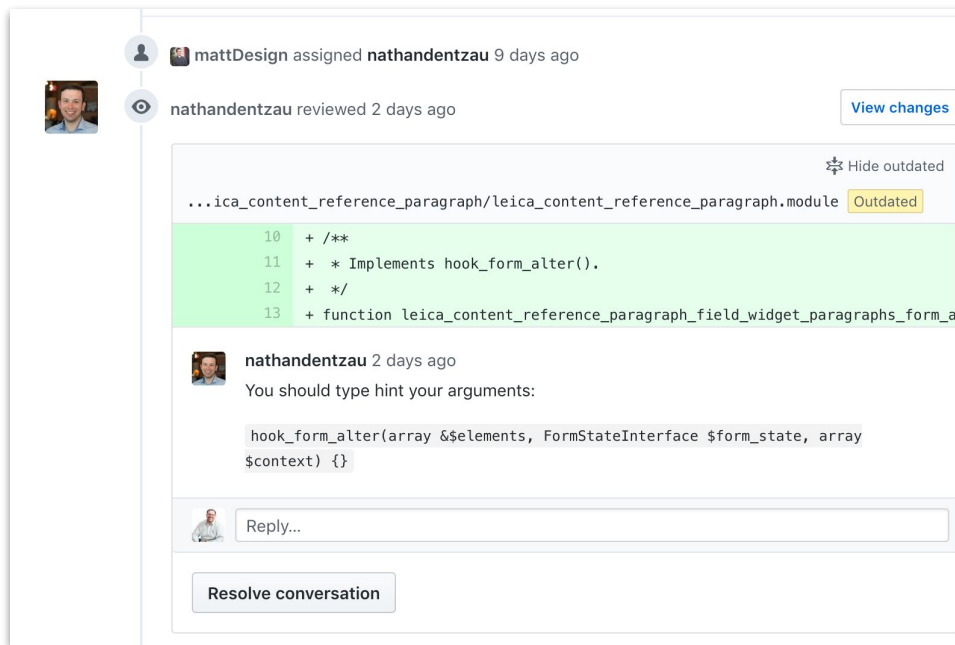 mattDesign assigned nathandentzau 9 days ago
nathandentzau reviewed 2 days ago
View changes
Hide outdated
...ica_content_reference_paragraph/leica_content_reference_paragraph.module Outdated
10 + /**
11 + * Implements hook_form_alter().
12 + */
13 + function leica_content_reference_paragraph_field_widget_paragraphs_form_a
nathandentzau 2 days ago
You should type hint your arguments:
hook_form_alter(array &$elements, FormStateInterface $form_state, array
$context) {}
Reply...
Resolve conversation